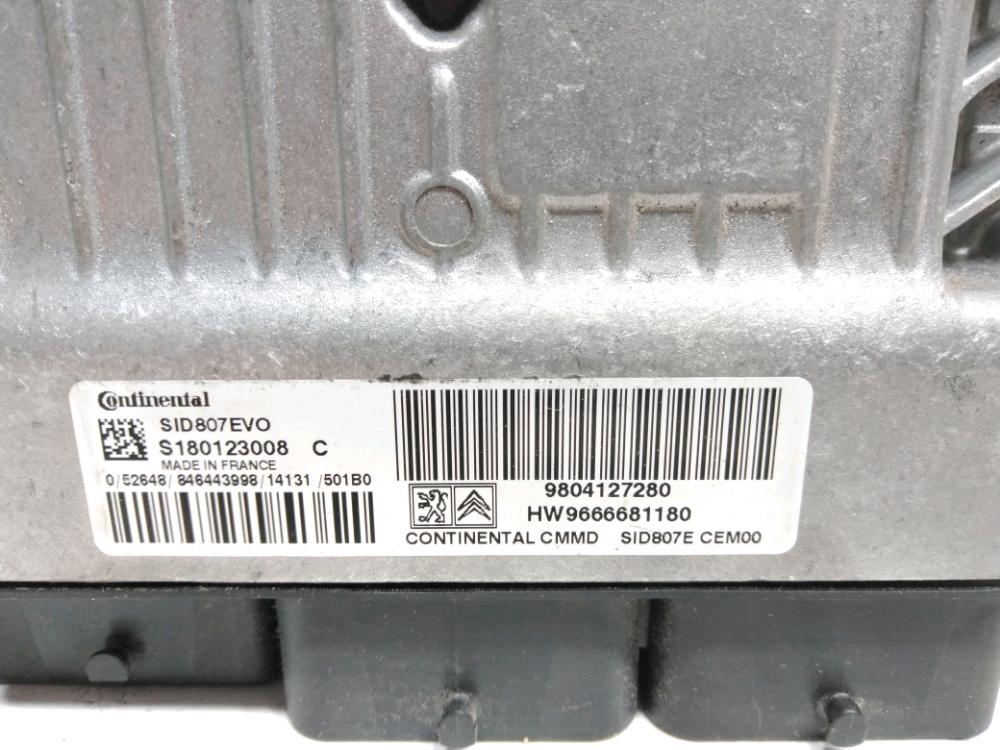 Continental
SID807EVO
S180123008 C
MADE IN FRANCE
0/52648/846443998/14131/501B0
9804127280
HW9666681180
CONTINENTAL CMMD SID807E CEM00